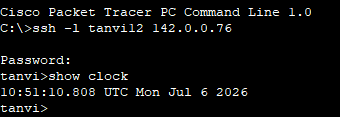 Cisco Packet Tracer PC Command Line 1.0
C:\>ssh -l tanvi12 142.0.0.76
Password:
tanvi>show clock
10:51:10.808 UTC Mon Jul 6 2026
tanvi>